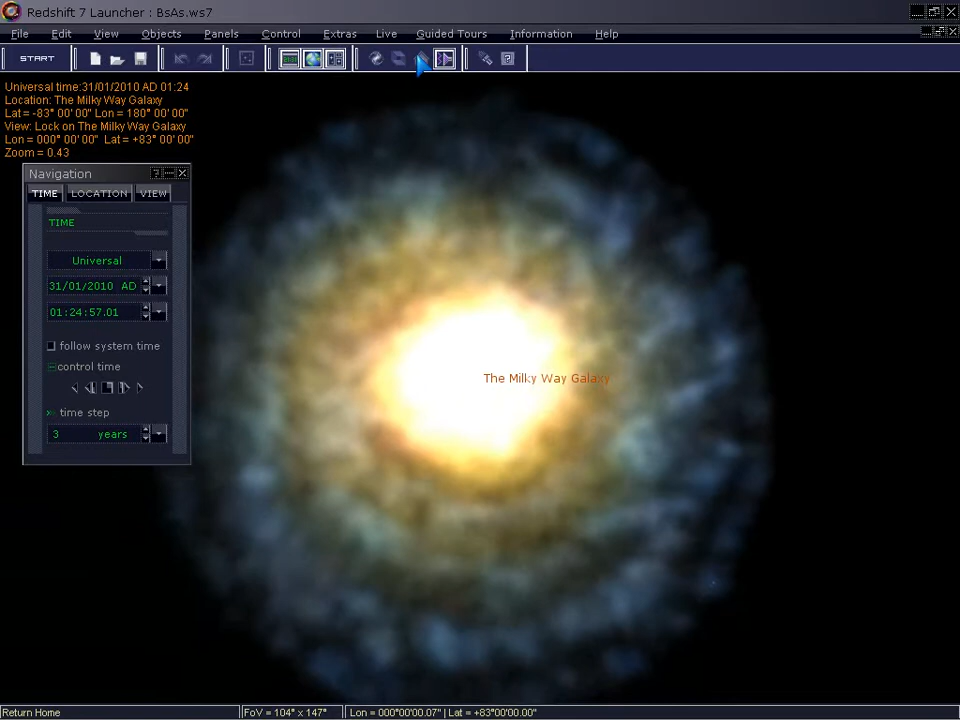 Redshift 7 Launcher : BsAs.ws7
File Edit View Objects Panels Control Extras Live Guided Tours Information Help
START
Universal time:31/01/2010 AD 01:24
Location: The Milky Way Galaxy
Lat = -83° 00' 00" Lon = 180° 00' 00"
View: Lock on The Milky Way Galaxy
Lon = 000° 00' 00" Lat = +83° 00' 00"
Zoom = 0.43
Navigation
TIME LOCATION VIEW
TIME
Universal
31/01/2010 AD
01:24:57.01
follow system time
control time
time step
3 years
The Milky Way Galaxy
Return Home FoV = 104° x 147° Lon = 000°00'00.07" | Lat = +83°00'00.00"